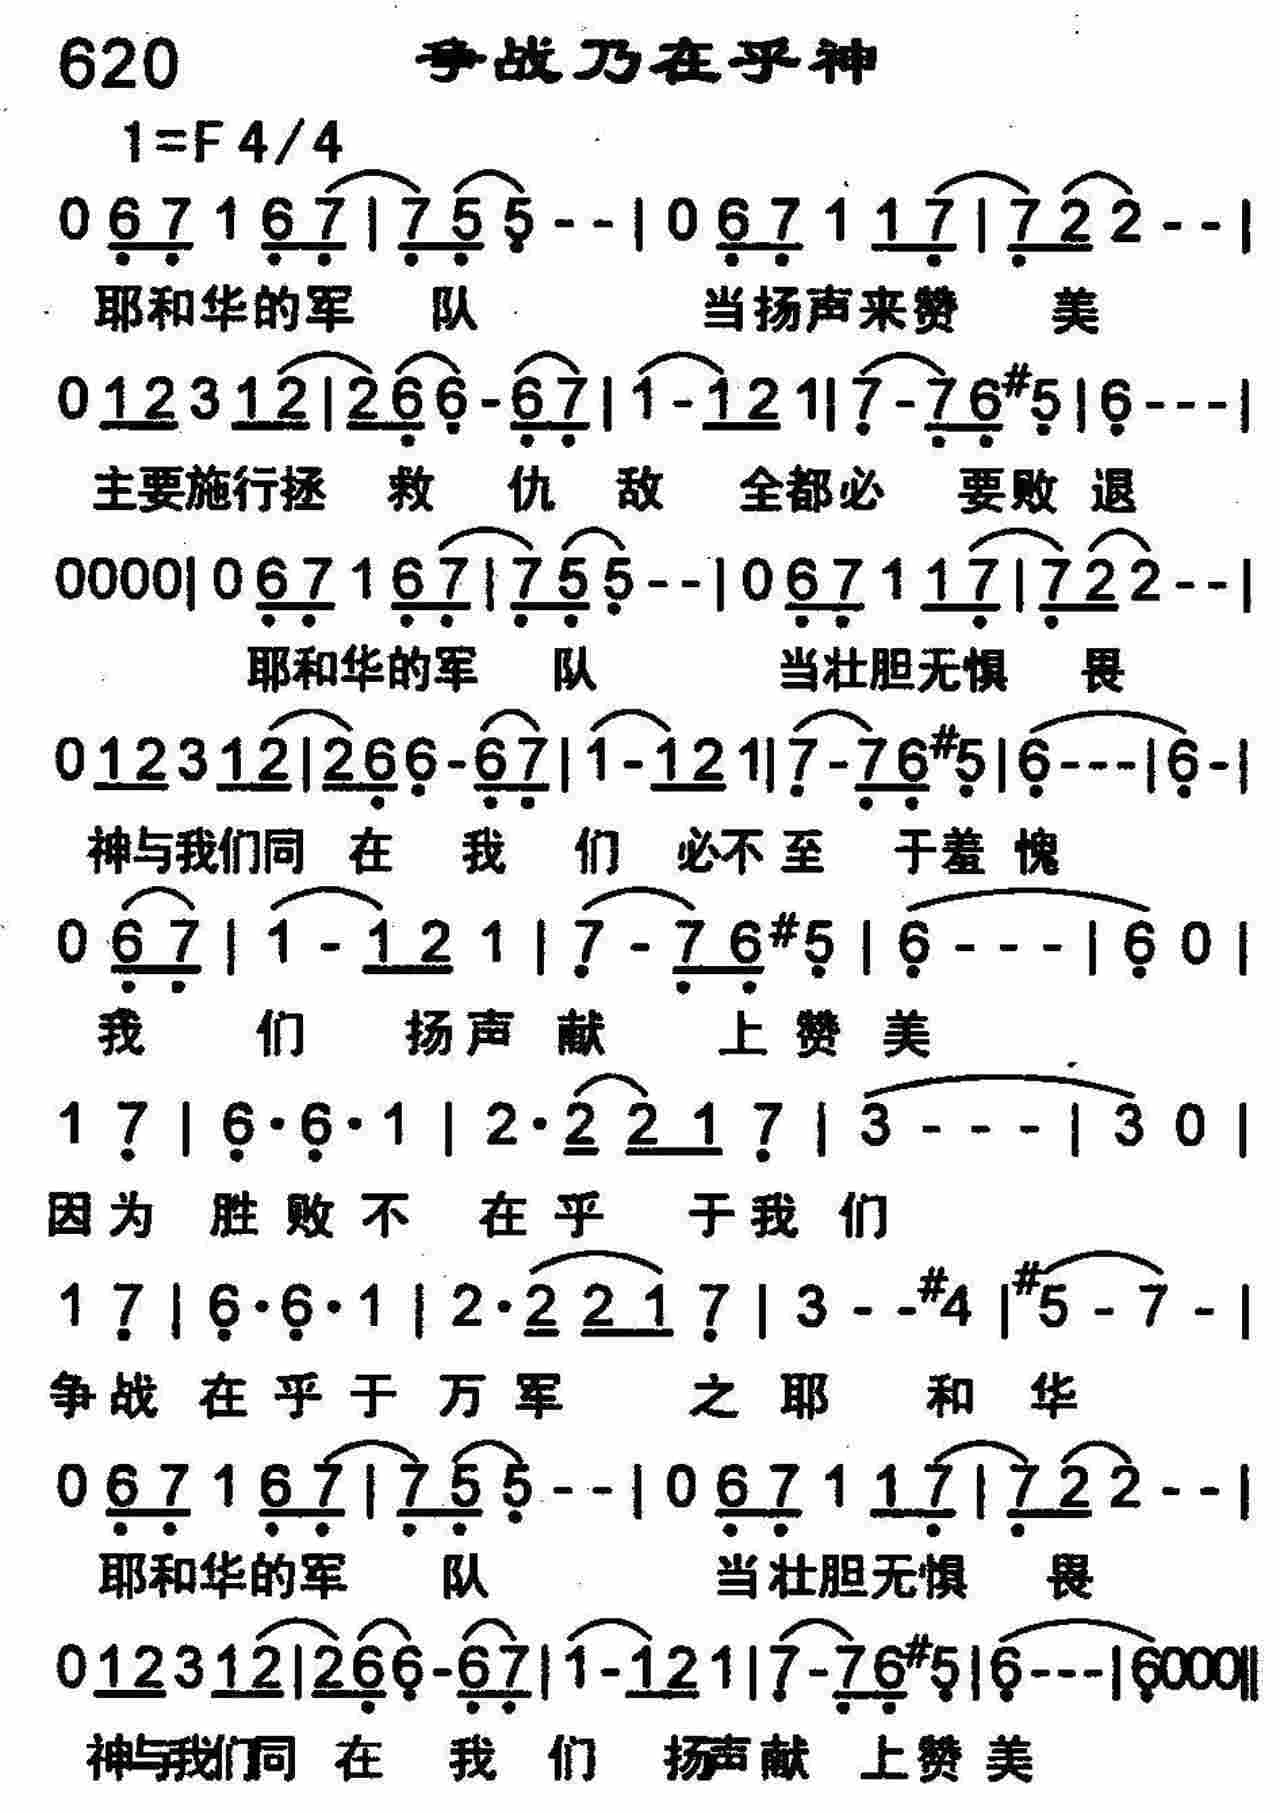 620 争战乃在乎神
1=F 4/4
0 6 7 1 6 7 | 7 5 5 - - | 0 6 7 1 1 7 | 7 2 2 - - |
耶和华的军 队 当扬声来赞 美
0 1 2 3 1 2 | 2 6 6 - 6 7 | 1 - 1 2 1 | 7 - 7 6 #5 | 6 - - - |
主要施行拯 救 仇 敌 全都必 要败 退
0000 | 0 6 7 1 6 7 | 7 5 5 - - | 0 6 7 1 1 7 | 7 2 2 - - |
耶和华的军 队 当壮胆无惧 畏
0 1 2 3 1 2 | 2 6 6 - 6 7 | 1 - 1 2 1 | 7 - 7 6 #5 | 6 - - - | 6 - |
神与我们同 在 我 们 必不至 于羞 愧
0 6 7 | 1 - 1 2 1 | 7 - 7 6 #5 | 6 - - - | 6 0 |
我 们 扬声 献 上 赞 美
1 7 | 6 · 6 · 1 | 2 · 2 2 1 7 | 3 - - - | 3 0 |
因为 胜 败 不 在 乎 于我 们
1 7 | 6 · 6 · 1 | 2 · 2 2 1 7 | 3 - - #4 | #5 - 7 - |
争战 在 乎 于 万 军 之 耶 和 华
0 6 7 1 6 7 | 7 5 5 - - | 0 6 7 1 1 7 | 7 2 2 - - |
耶和华的军 队 当壮胆无惧 畏
0 1 2 3 1 2 | 2 6 6 - 6 7 | 1 - 1 2 1 | 7 - 7 6 #5 | 6 - - - | 6000 ||
神与我们同 在 我 们 扬声献 上赞 美